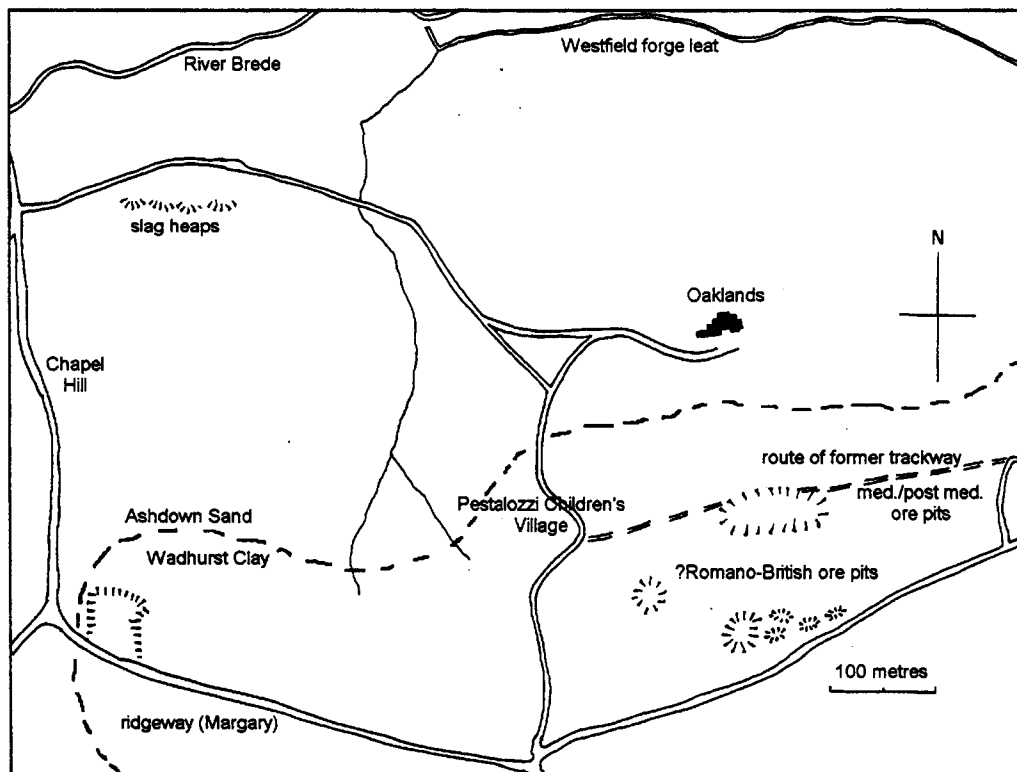 River Brede
Westfield forge leat
slag heaps
N
Oaklands
Chapel
Hill
route of former trackway
med./post med.
ore pits
Pestalozzi Children's
Village
Ashdown Sand
Wadhurst Clay
?Romano-British ore pits
100 metres
ridgeway (Margary)